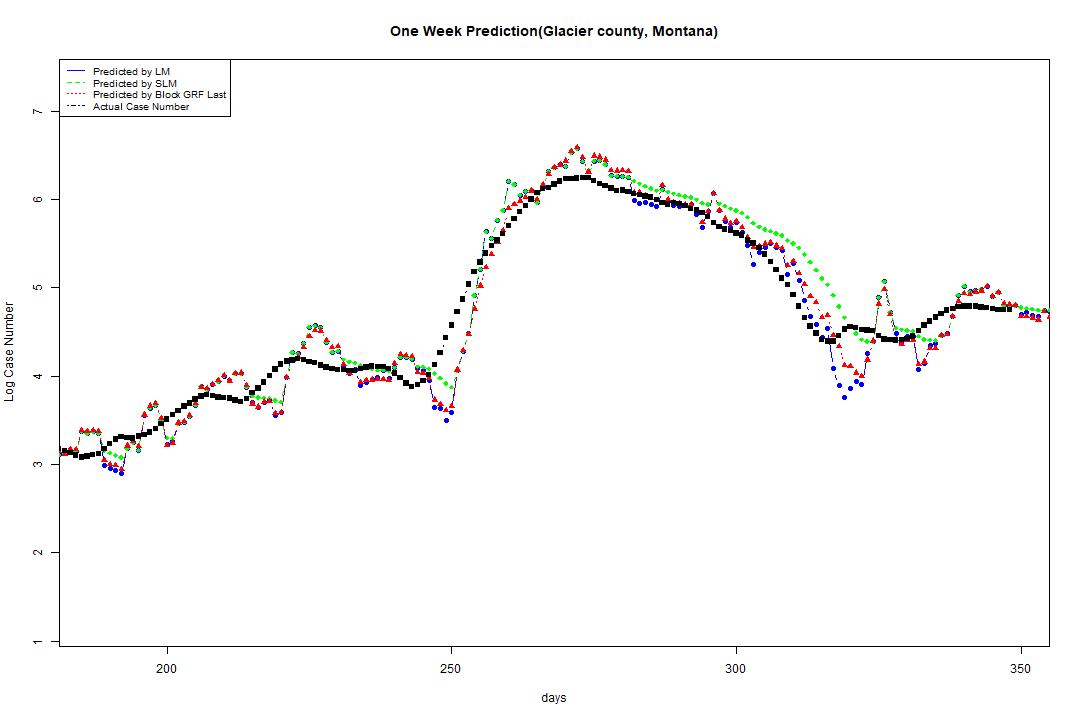 One Week Prediction(Glacier county, Montana)
Predicted by LM
Predicted by SLM
Predicted by Block GRF Last
Actual Case Number
Log Case Number
7
6
5
4
3
2
1
200 250 300 350
days